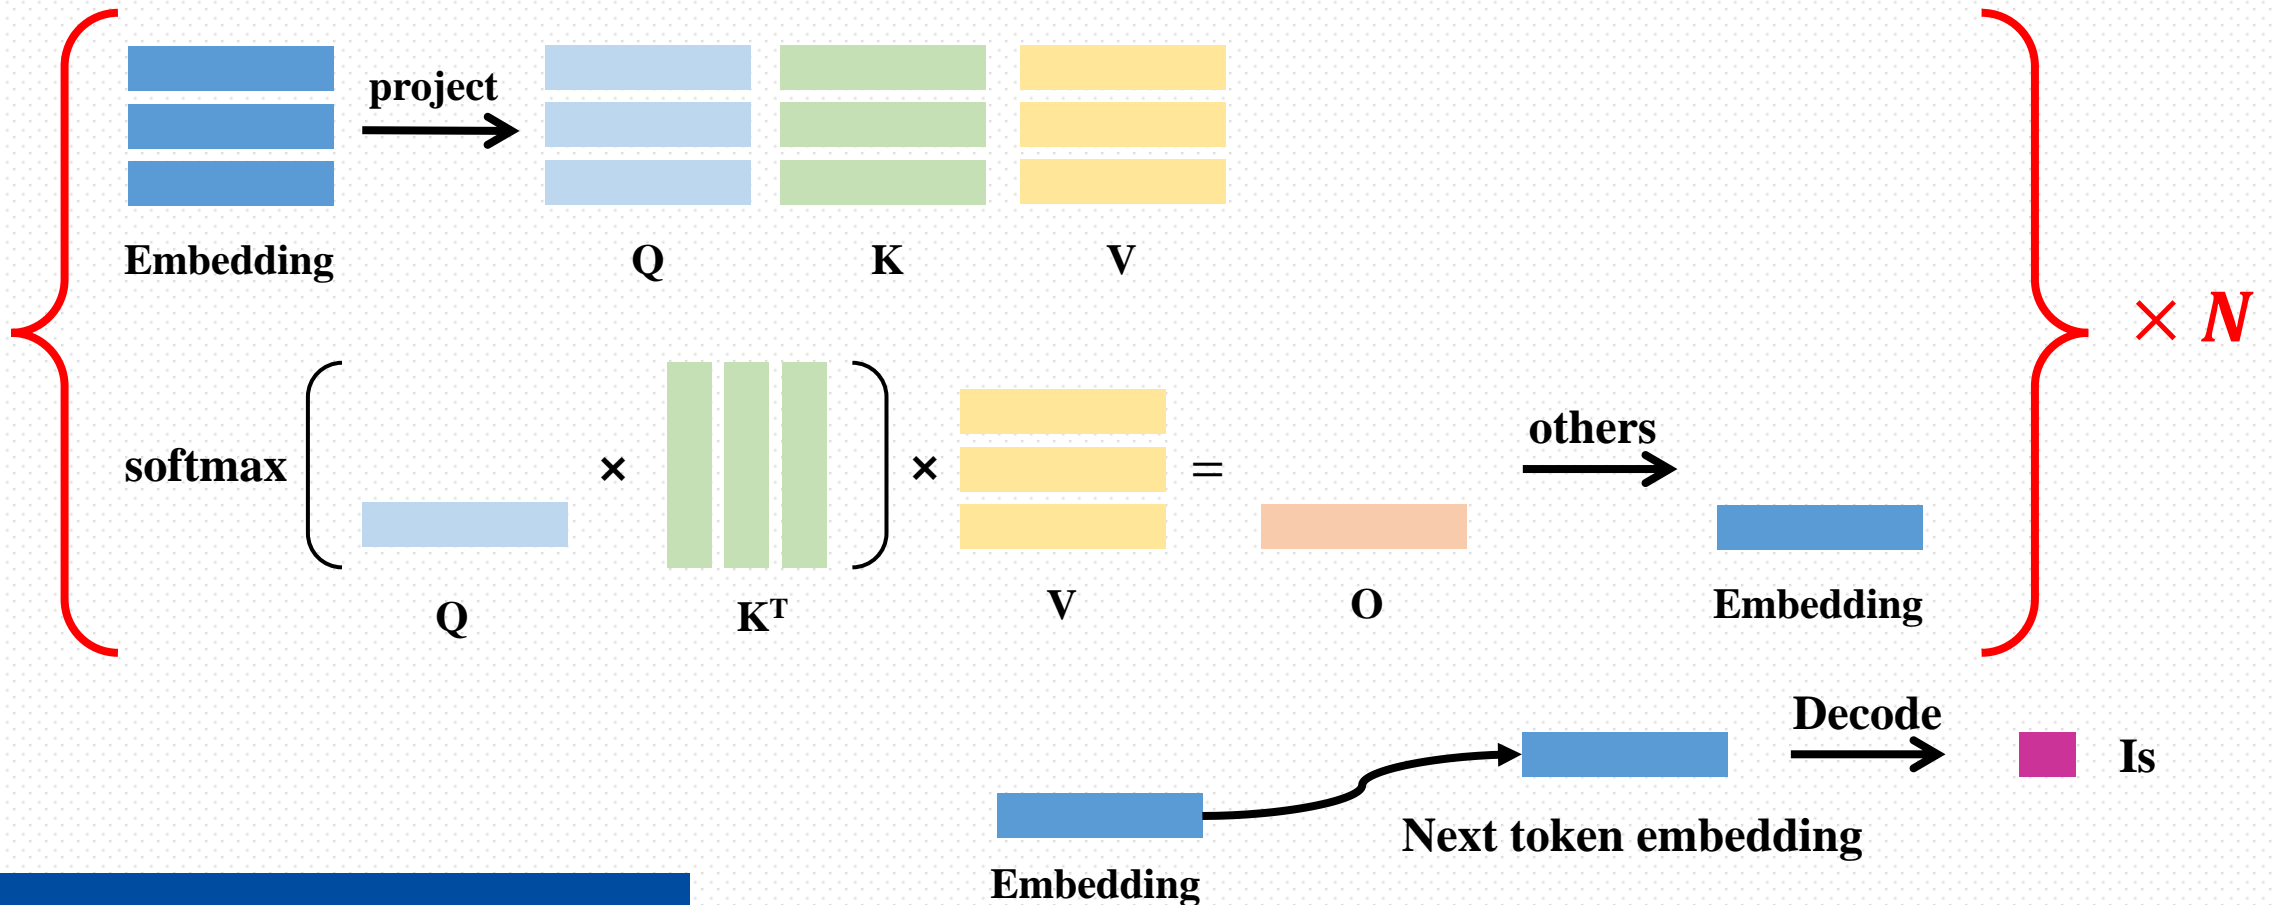 project
Embedding
Q
K
V
× N
softmax
×
×
=
others
Q
Kᵀ
V
O
Embedding
Decode
Is
Next token embedding
Embedding